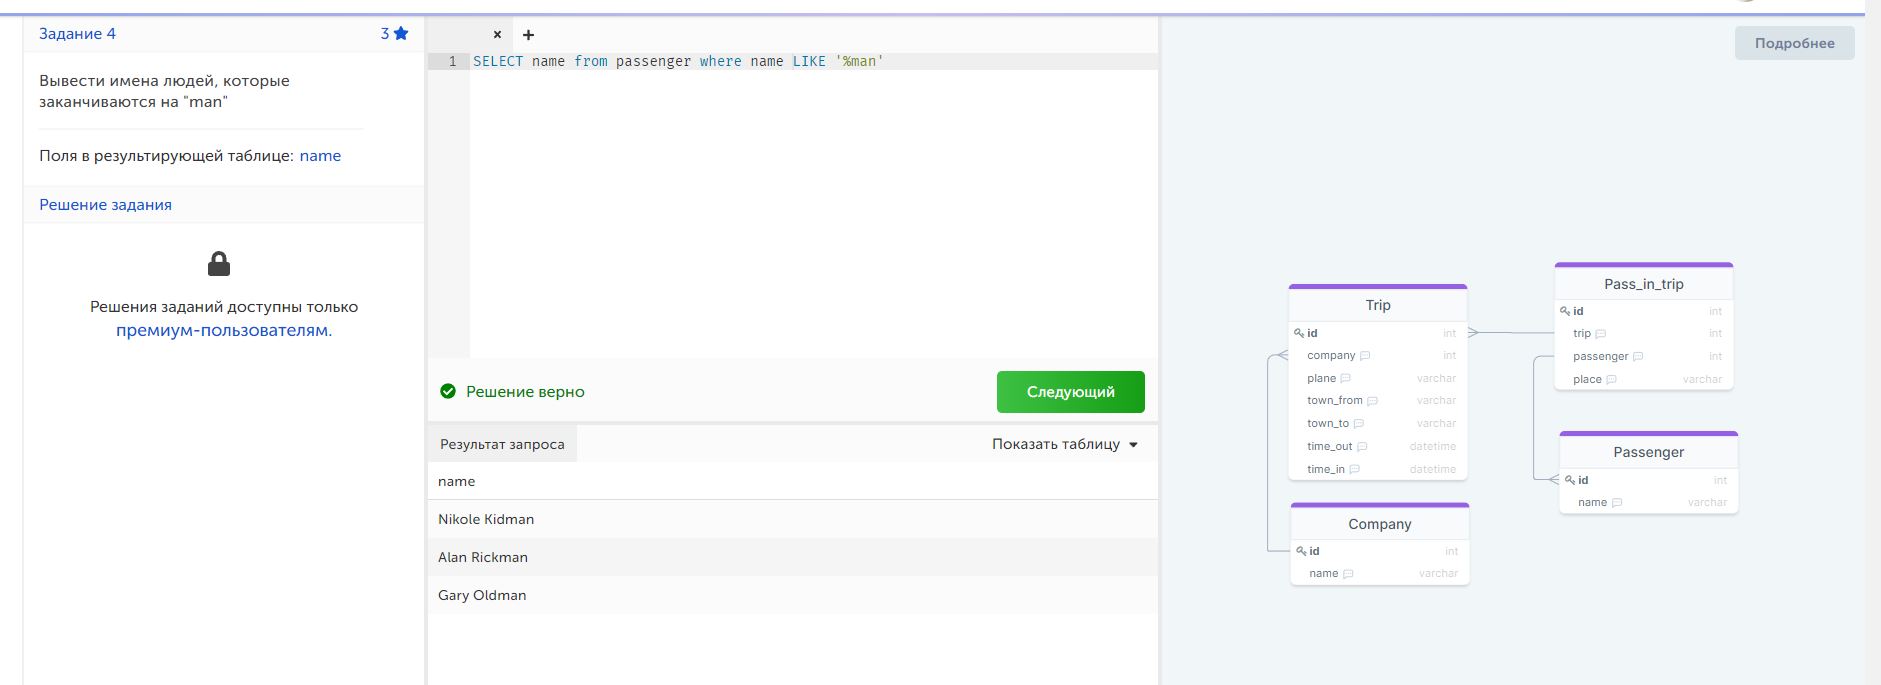 Задание 4
3
Вывести имена людей, которые
заканчиваются на "man"
Поля в результирующей таблице: name
Решение задания
Решения заданий доступны только
премиум-пользователям.
× +
1 SELECT name from passenger where name LIKE '%man'
Решение верно
Следующий
Результат запроса
Показать таблицу
name
Nikole Kidman
Alan Rickman
Gary Oldman
Подробнее
Trip
id int
company int
plane varchar
town_from varchar
town_to varchar
time_out datetime
time_in datetime
Company
id int
name varchar
Pass_in_trip
id int
trip int
passenger int
place varchar
Passenger
id int
name varchar